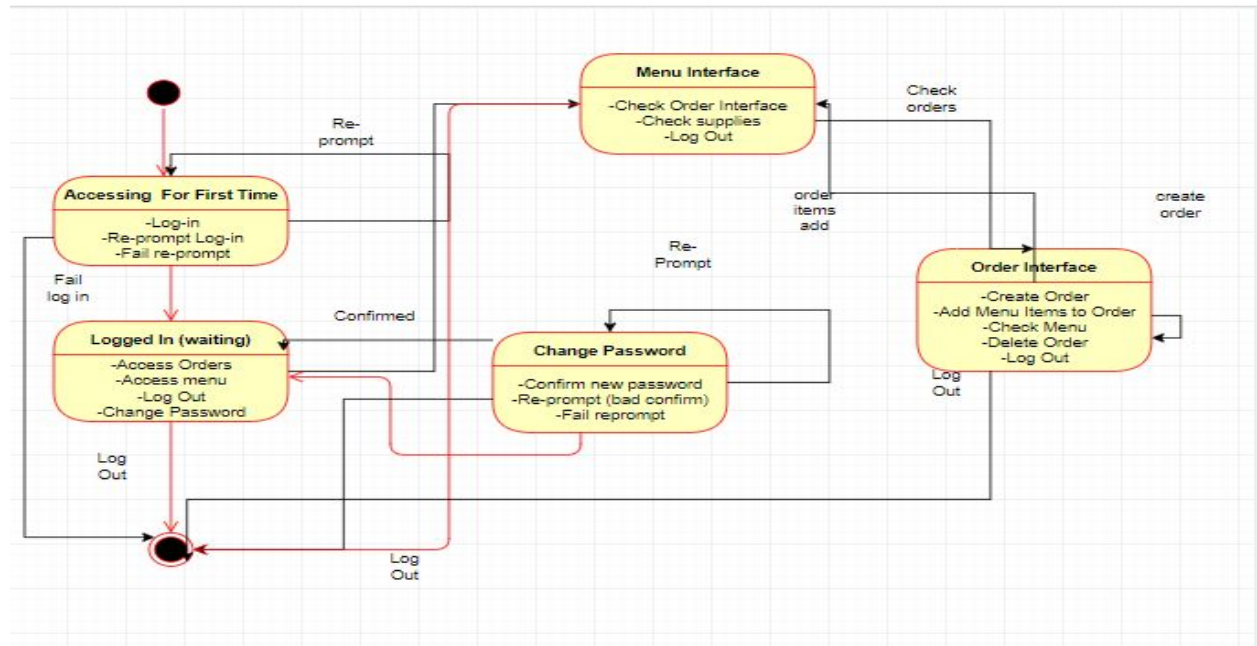 Menu Interface
-Check Order Interface
-Check supplies
-Log Out
Check
orders
Re-
prompt
Accessing For First Time
-Log-in
-Re-prompt Log-in
-Fail re-prompt
order
items
add
create
order
Re-
Prompt
Order Interface
-Create Order
-Add Menu Items to Order
-Check Menu
-Delete Order
-Log Out
Fail
log in
Confirmed
Logged In (waiting)
-Access Orders
-Access menu
-Log Out
-Change Password
Change Password
-Confirm new password
-Re-prompt (bad confirm)
-Fail reprompt
Log
Out
Log
Out
Log
Out